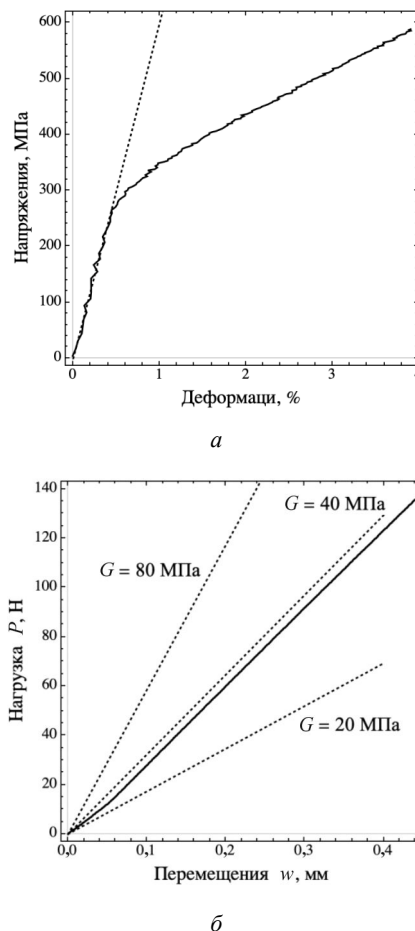 600
500
400
300
200
100
0
Напряжения, МПа
0 1 2 3 4
Деформаци, %
а
140
120
100
80
60
40
20
0
Нагрузка P, Н
G = 40 МПа
G = 80 МПа
G = 20 МПа
0,0 0,1 0,2 0,3 0,4
Перемещения w, мм
б